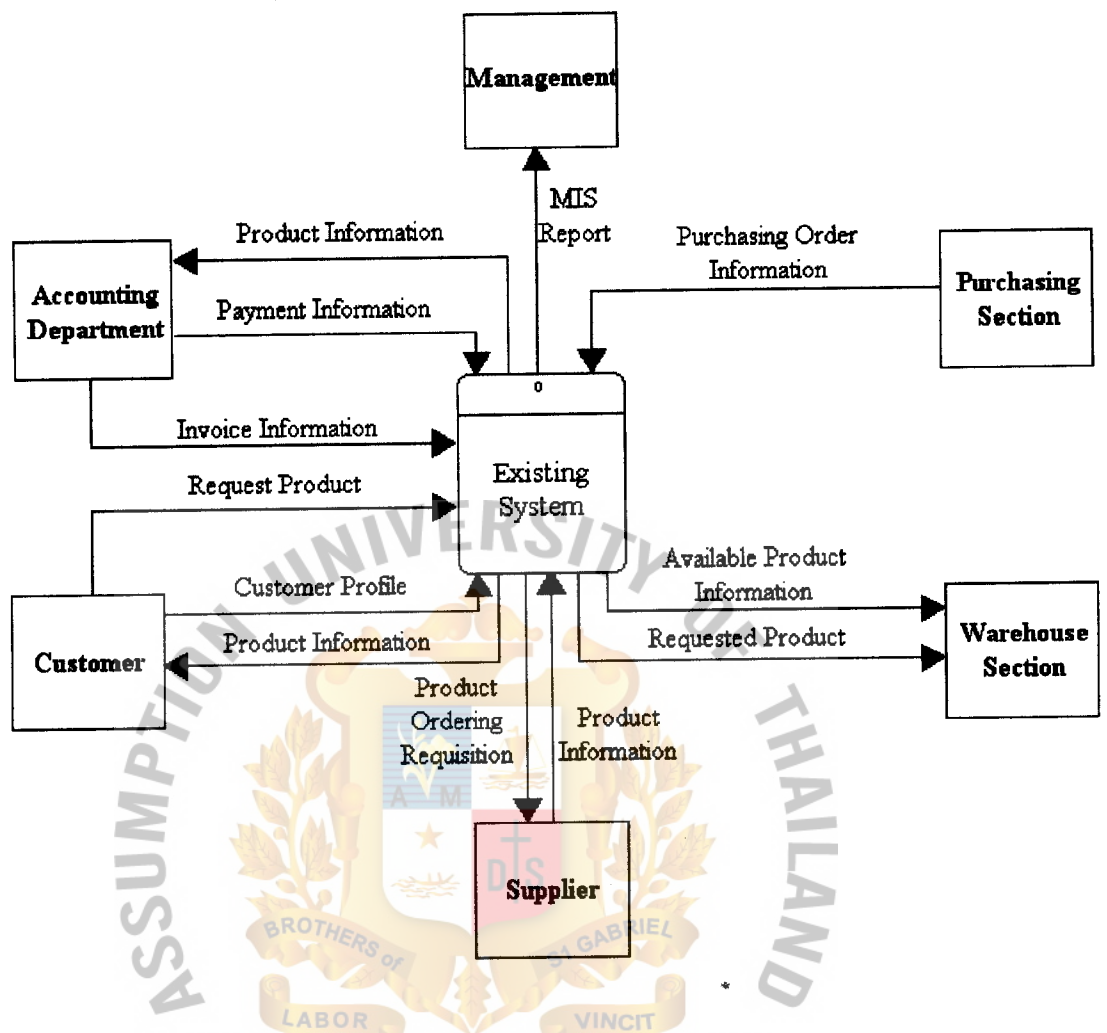 Management
MIS
Report
Product Information
Purchasing Order
Information
Accounting
Department
Purchasing
Section
Payment Information
0
Invoice Information
Existing
System
Request Product
Available Product
Information
Customer Profile
Requested Product
Product Information
Customer
Warehouse
Section
Product
Ordering
Requisition
Product
Information
Supplier
ASSUMPTION UNIVERSITY OF THAILAND
A M
D S
BROTHERS of
ST GABRIEL
LABOR
VINCIT
*